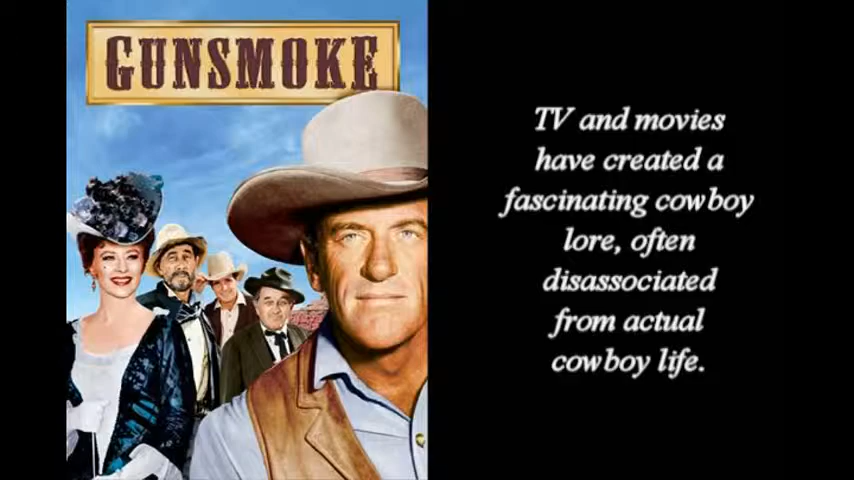 GUNSMOKE
TV and movies
have created a
fascinating cowboy
lore, often
disassociated
from actual
cowboy life.